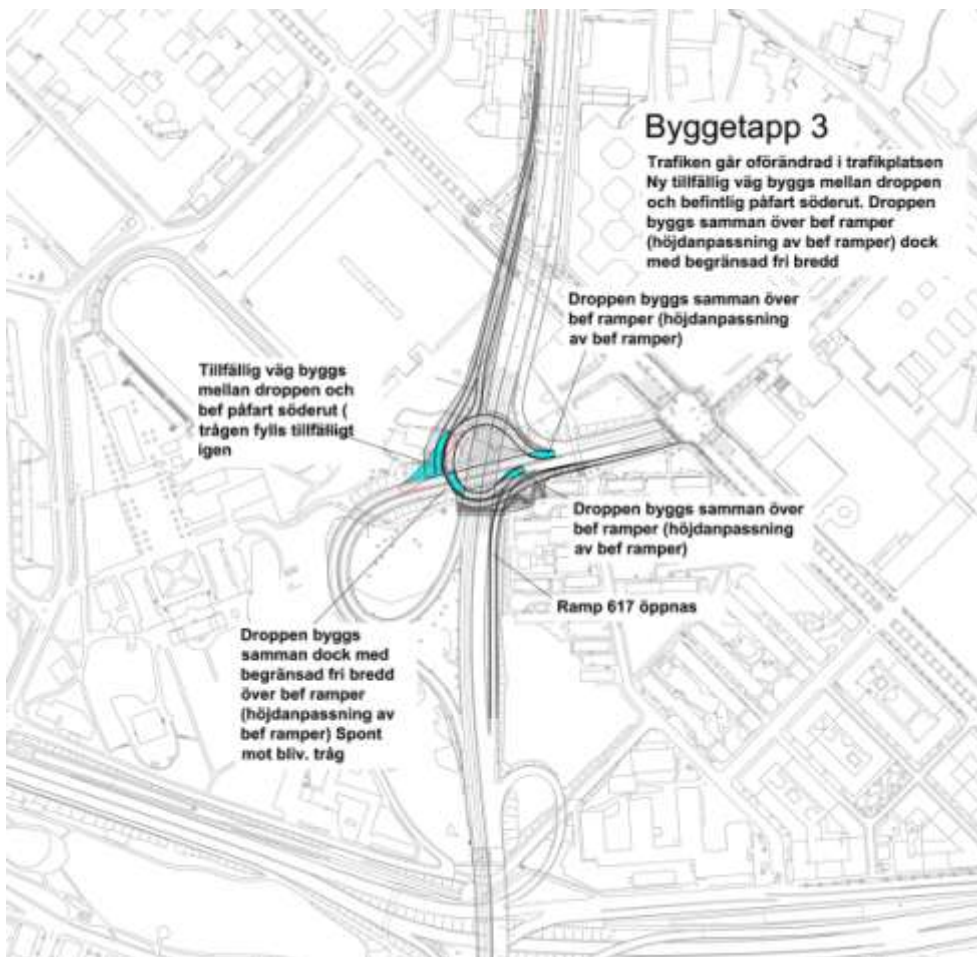 Byggetapp 3
Trafiken går oförändrad i trafikplatsen
Ny tillfällig väg byggs mellan droppen
och befintlig påfart söderut. Droppen
byggs samman över bef ramper
(höjdanpassning av bef ramper) dock
med begränsad fri bredd
Droppen byggs samman över
bef ramper (höjdanpassning
av bef ramper)
Tillfällig väg byggs
mellan droppen och
bef påfart söderut (
trågen fylls tillfälligt
igen
Droppen byggs samman över
bef ramper (höjdanpassning
av bef ramper)
Ramp 617 öppnas
Droppen byggs
samman dock med
begränsad fri bredd
över bef ramper
(höjdanpassning av
bef ramper) Spont
mot bliv. tråg